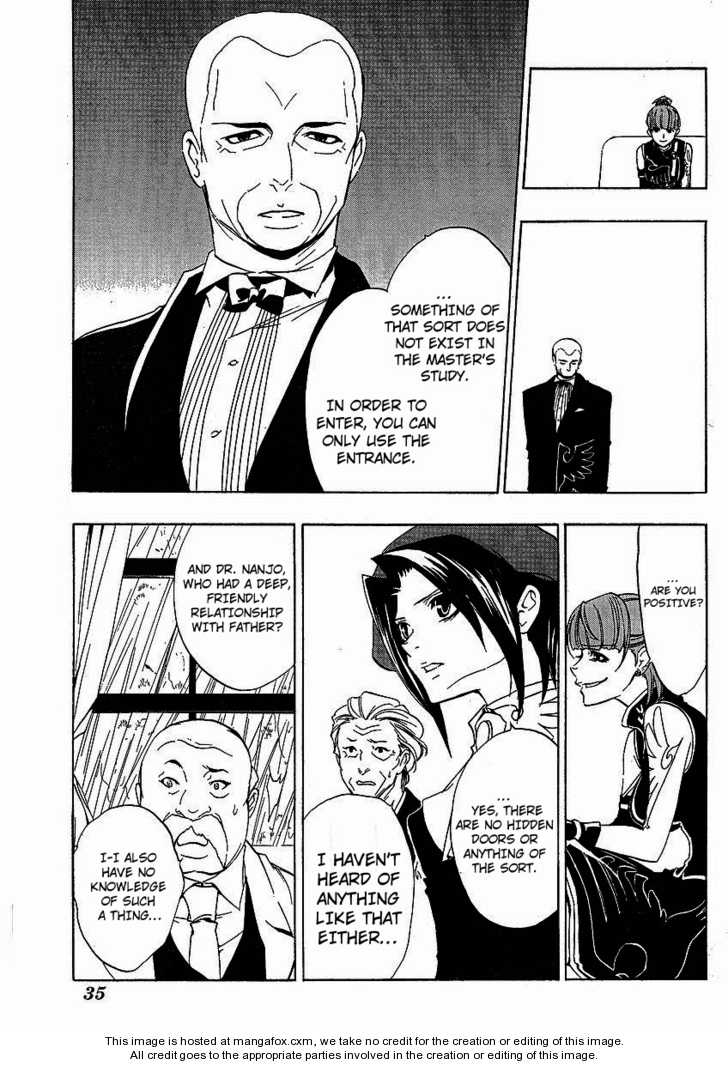 ...
SOMETHING OF
THAT SORT DOES
NOT EXIST IN
THE MASTER'S
STUDY.
IN ORDER TO
ENTER, YOU CAN
ONLY USE THE
ENTRANCE.
...
ARE YOU
POSITIVE?
...
YES, THERE
ARE NO HIDDEN
DOORS OR
ANYTHING OF
THE SORT.
I HAVEN'T
HEARD OF
ANYTHING
LIKE THAT
EITHER...
AND DR. NANJO,
WHO HAD A DEEP,
FRIENDLY
RELATIONSHIP
WITH FATHER?
I-I ALSO
HAVE NO
KNOWLEDGE
OF SUCH
A THING...
35
This image is hosted at mangafox.cxm, we take no credit for the creation or editing of this image.
All credit goes to the appropriate parties involved in the creation or editing of this image.